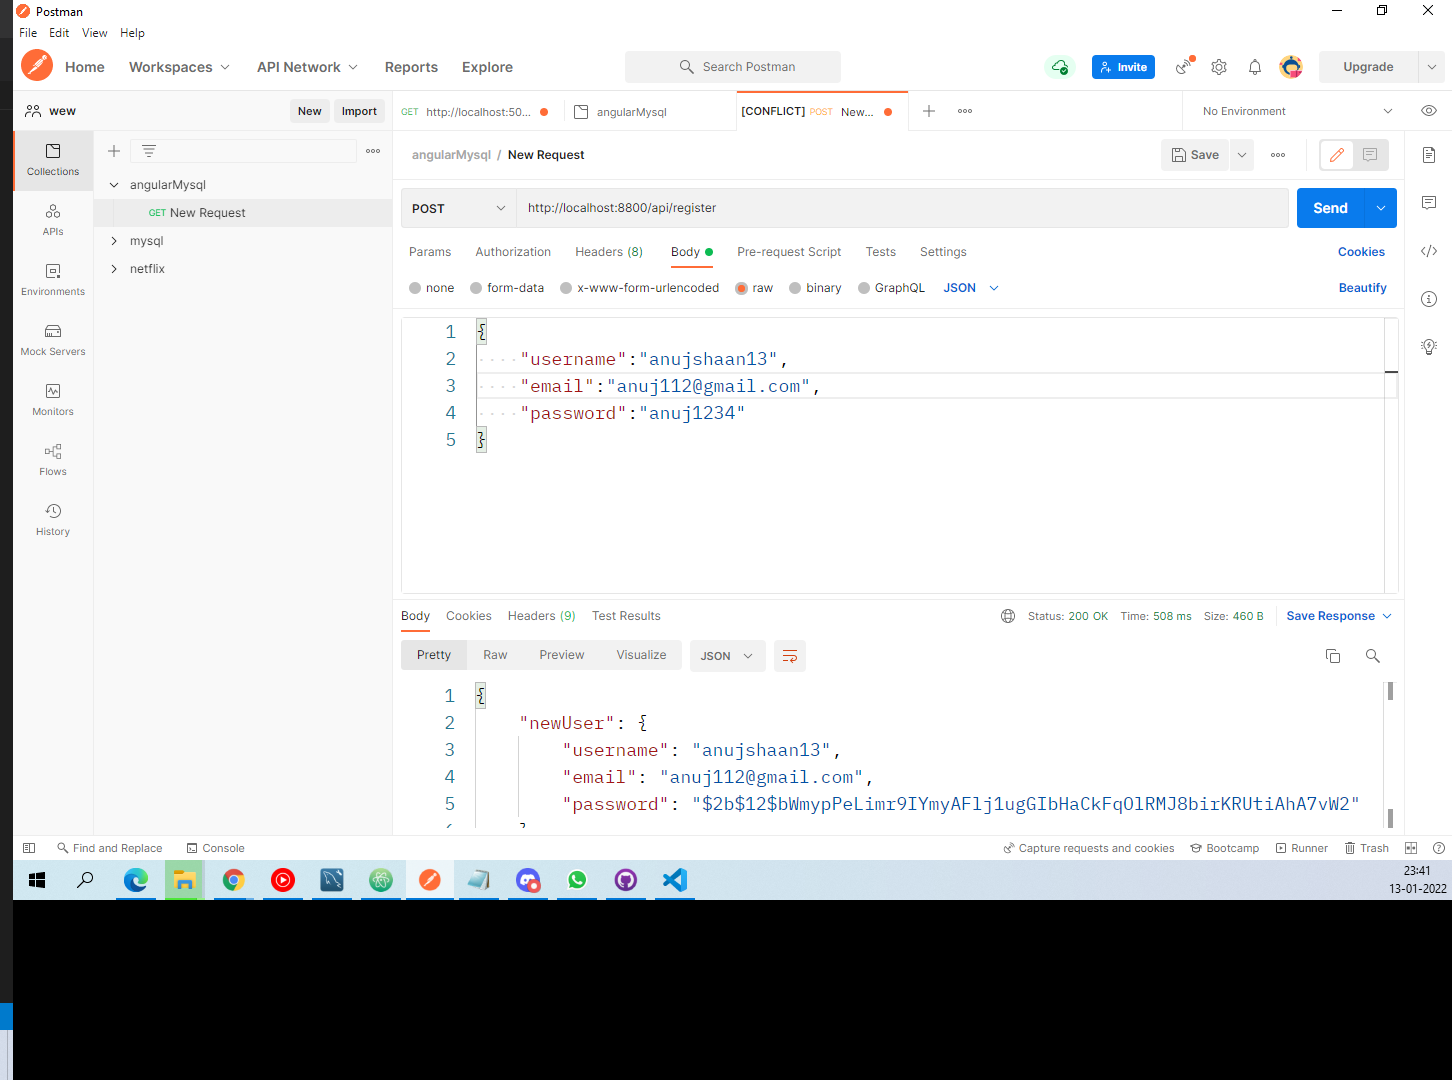 Postman
File Edit View Help
Home Workspaces API Network Reports Explore
Search Postman
Invite
Upgrade
wew
New Import
GET http://localhost:50...
angularMysql
[CONFLICT] POST New...
No Environment
Collections
APIs
Environments
Mock Servers
Monitors
Flows
History
angularMysql
GET New Request
mysql
netflix
angularMysql / New Request
Save
POST http://localhost:8800/api/register
Send
Params Authorization Headers (8) Body Pre-request Script Tests Settings
Cookies
none form-data x-www-form-urlencoded raw binary GraphQL JSON
Beautify
1 {
2 "username":"anujshaan13",
3 "email":"anuj112@gmail.com",
4 "password":"anuj1234"
5 }
Body Cookies Headers (9) Test Results
Status: 200 OK Time: 508 ms Size: 460 B Save Response
Pretty Raw Preview Visualize JSON
1 {
2 "newUser": {
3 "username": "anujshaan13",
4 "email": "anuj112@gmail.com",
5 "password": "$2b$12$bWmypPeLimr9IYmyAFlj1ugGIbHaCkFqOlRMJ8birKRUtiAhA7vW2"
Find and Replace Console
Capture requests and cookies Bootcamp Runner Trash
23:41
13-01-2022